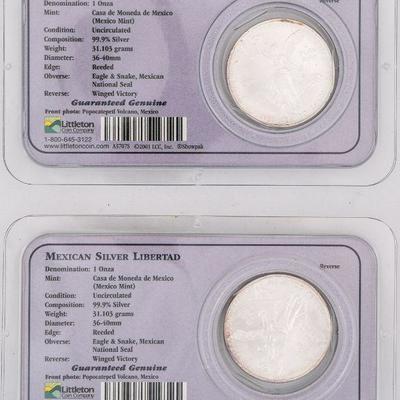 Denomination: 1 Onza
Mint: Casa de Moneda de Mexico
(Mexico Mint)
Condition: Uncirculated
Composition: 99.9% Silver
Weight: 31.103 grams
Diameter: 36-40mm
Edge: Reeded
Obverse: Eagle & Snake, Mexican
National Seal
Reverse: Winged Victory
Guaranteed Genuine
Front photo: Popocatepetl Volcano, Mexico
Littleton
Coin Company
1-800-645-3122
www.littletoncoin.com A57075 ©2001 LCC, Inc. ®Showpak
Reverse
MEXICAN SILVER LIBERTAD
Denomination: 1 Onza
Mint: Casa de Moneda de Mexico
(Mexico Mint)
Condition: Uncirculated
Composition: 99.9% Silver
Weight: 31.103 grams
Diameter: 36-40mm
Edge: Reeded
Obverse: Eagle & Snake, Mexican
National Seal
Reverse: Winged Victory
Guaranteed Genuine
Front photo: Popocatepetl Volcano, Mexico
Littleton
Coin Company
Reverse